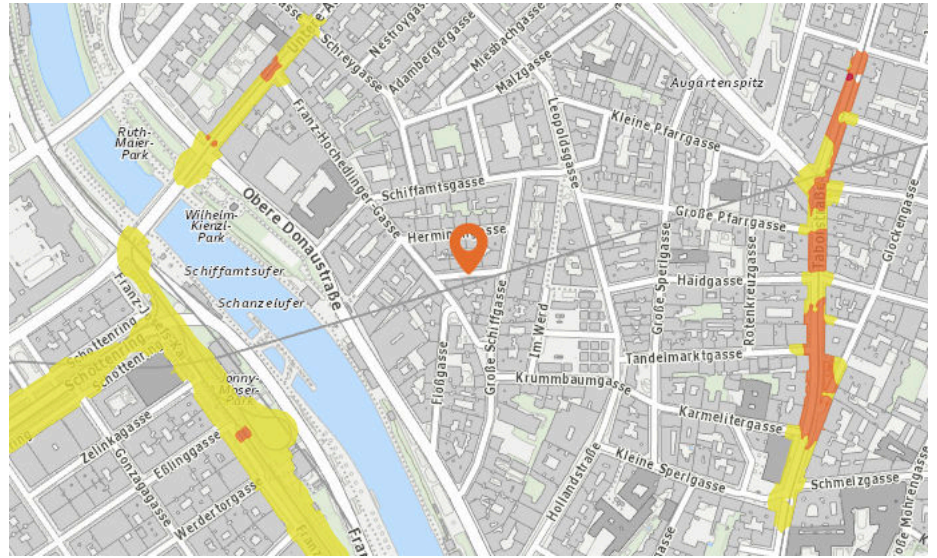 Untere A
Schreygasse
Nestroygasse
Adambergergasse
Miesbachgasse
Malzgasse
Augartenspitz
Kleine Pfarrgasse
Leopoldsgasse
Ruth-
Maier-
Park
Franz-Hochedlinger-Gasse
Schiffamtsgasse
Obere Donaustraße
Wilhelm-
Kienzl-
Park
Große Pfarrgasse
Taborstraße
Glockengasse
Schiffamtsufer
Schanzelufer
Haidgasse
Große Sperlgasse
Rotenkreuzgasse
Schottenring
Schottenring
Im Werd
Große Schiffgasse
Floßgasse
Tandelmarktgasse
Krummbaumgasse
Karmelitergasse
Zelinkagasse
Gonzagagasse
Eßlinggasse
Werdertorgasse
Kleine Sperlgasse
Hollandstraße
Schmelzgasse
Große Mohrengasse